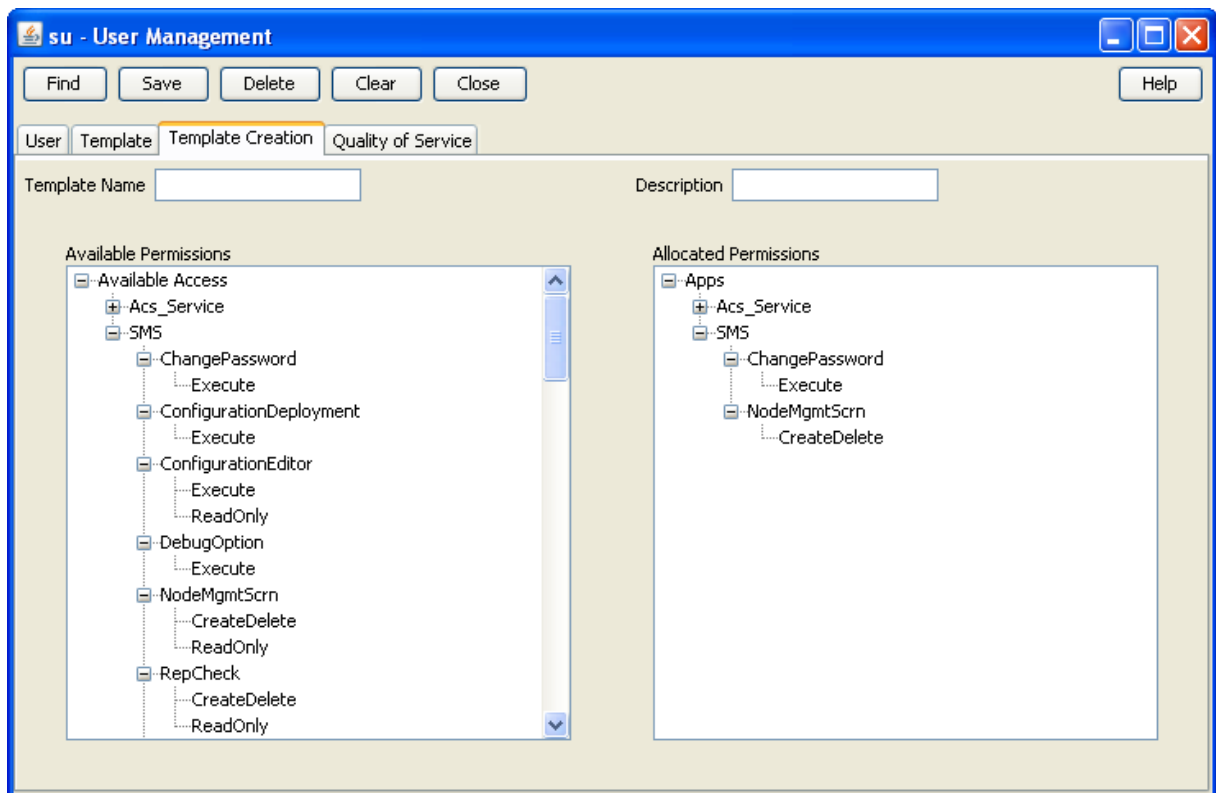 su - User Management
Find Save Delete Clear Close Help
User Template Template Creation Quality of Service
Template Name Description
Available Permissions
Available Access
Acs_Service
SMS
ChangePassword
Execute
ConfigurationDeployment
Execute
ConfigurationEditor
Execute
ReadOnly
DebugOption
Execute
NodeMgmtScrn
CreateDelete
ReadOnly
RepCheck
CreateDelete
ReadOnly
Allocated Permissions
Apps
Acs_Service
SMS
ChangePassword
Execute
NodeMgmtScrn
CreateDelete